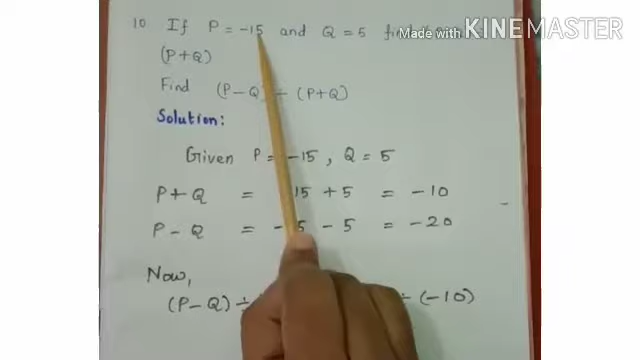 Made with KINEMASTER
10 If P = -15 and Q = 5 find
(P+Q)
Find (P-Q) ÷ (P+Q)
Solution:
Given P = -15, Q = 5
P+Q = 15 + 5 = -10
P-Q = - 5 - 5 = -20
Now,
(P-Q) ÷ ÷ (-10)